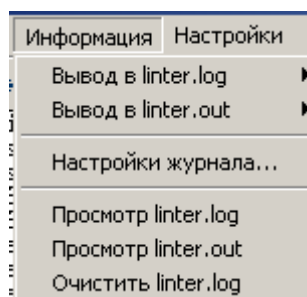 Информация Настройки
Вывод в linter.log
Вывод в linter.out
Настройки журнала...
Просмотр linter.log
Просмотр linter.out
Очистить linter.log